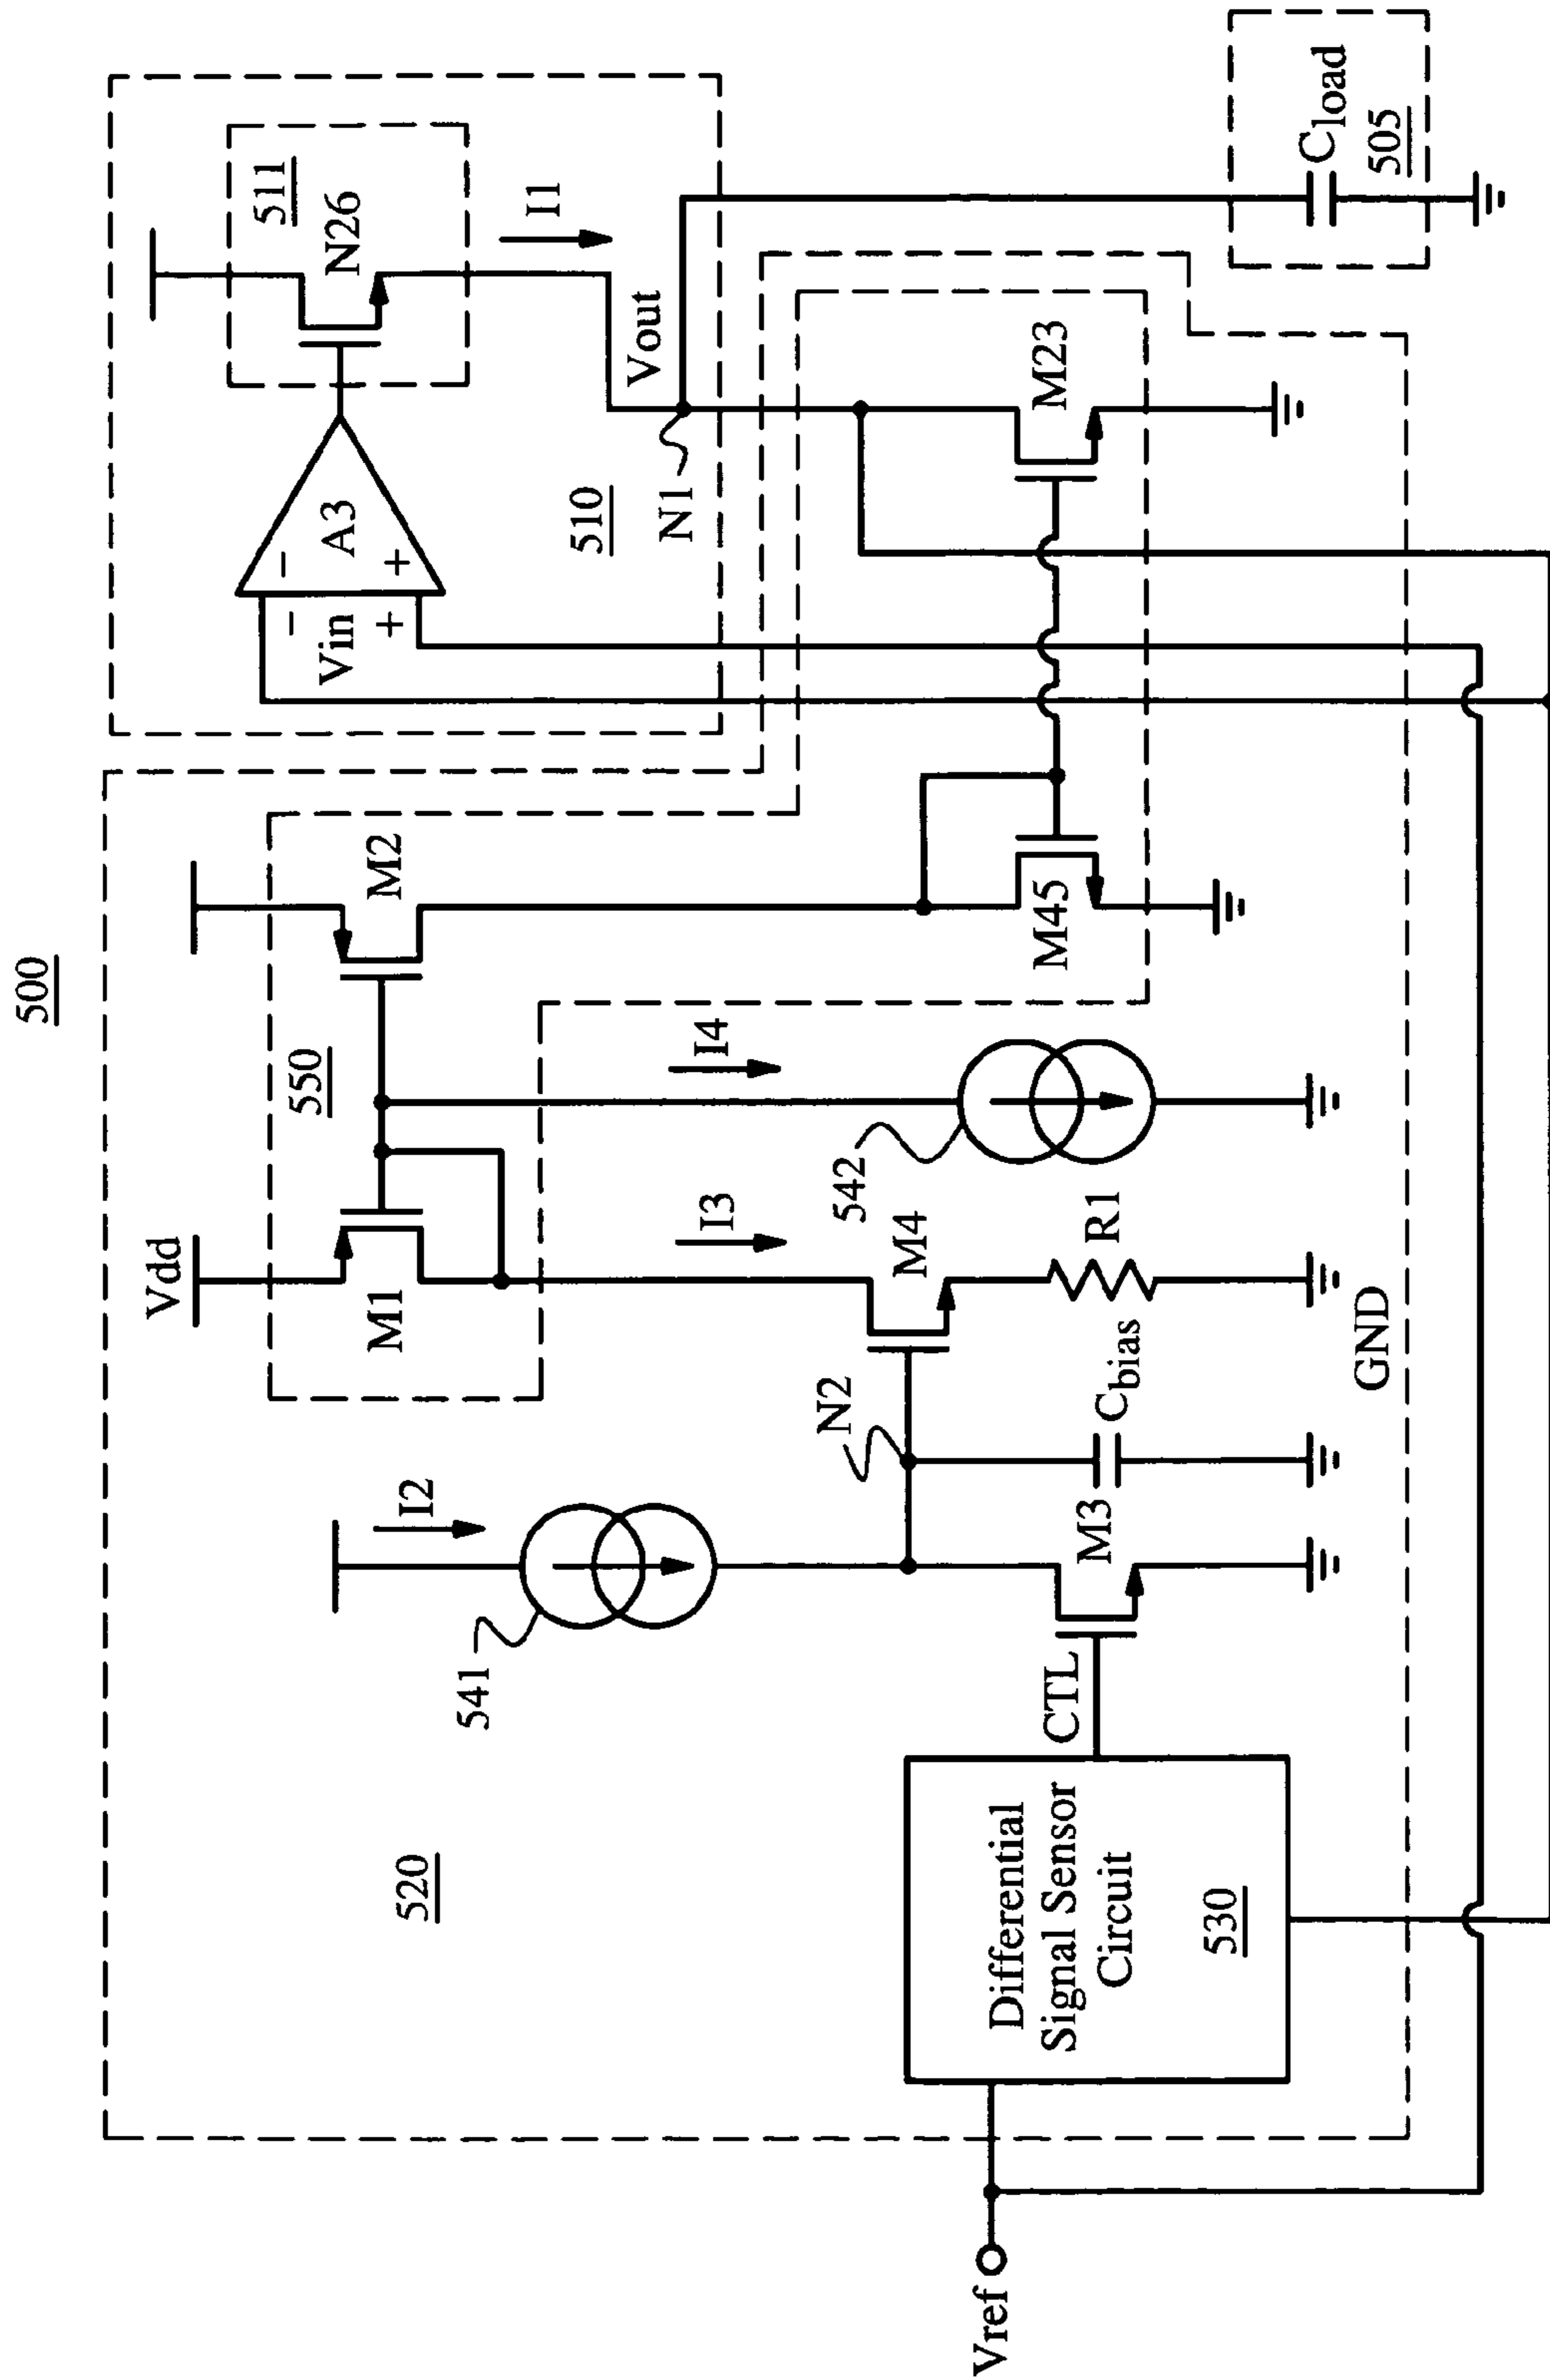 500
511
N26
I1
A3
−
+
−
Vin
+
Vout
N1
510
Cload
505
Vdd
M1
M2
550
I2
541
I3
I4
542
520
N2
M4
R1
M45
M23
Differential
Signal Sensor
Circuit
530
CTL
M3
Cbias
GND
Vref